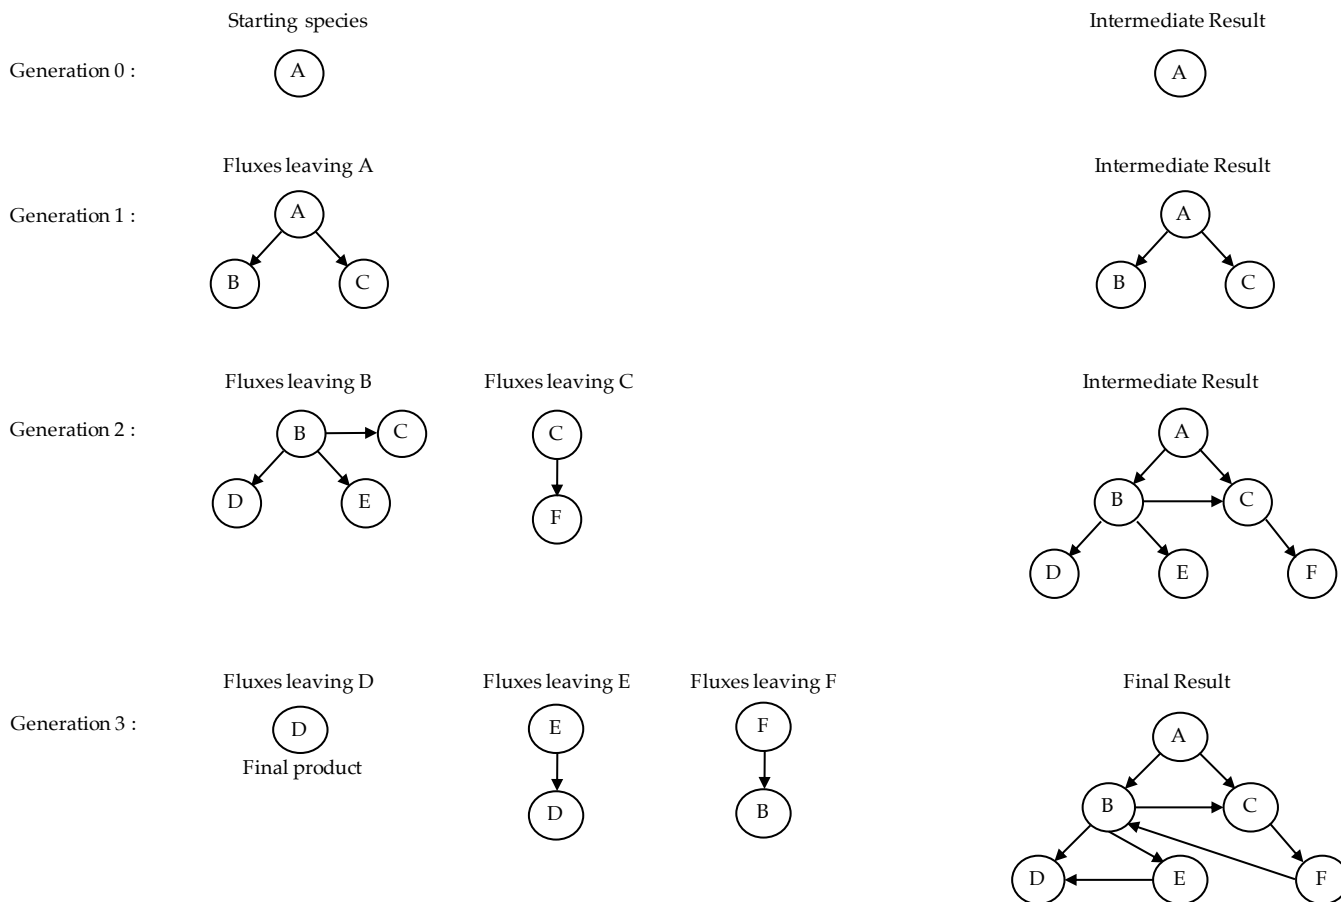 Starting species
Intermediate Result
Generation 0 :
A
A
Fluxes leaving A
Intermediate Result
Generation 1 :
A
A
B
C
B
C
Fluxes leaving B
Fluxes leaving C
Intermediate Result
Generation 2 :
B
C
C
A
D
E
F
B
C
D
E
F
Fluxes leaving D
Fluxes leaving E
Fluxes leaving F
Final Result
Generation 3 :
D
E
F
A
Final product
D
B
B
C
D
E
F